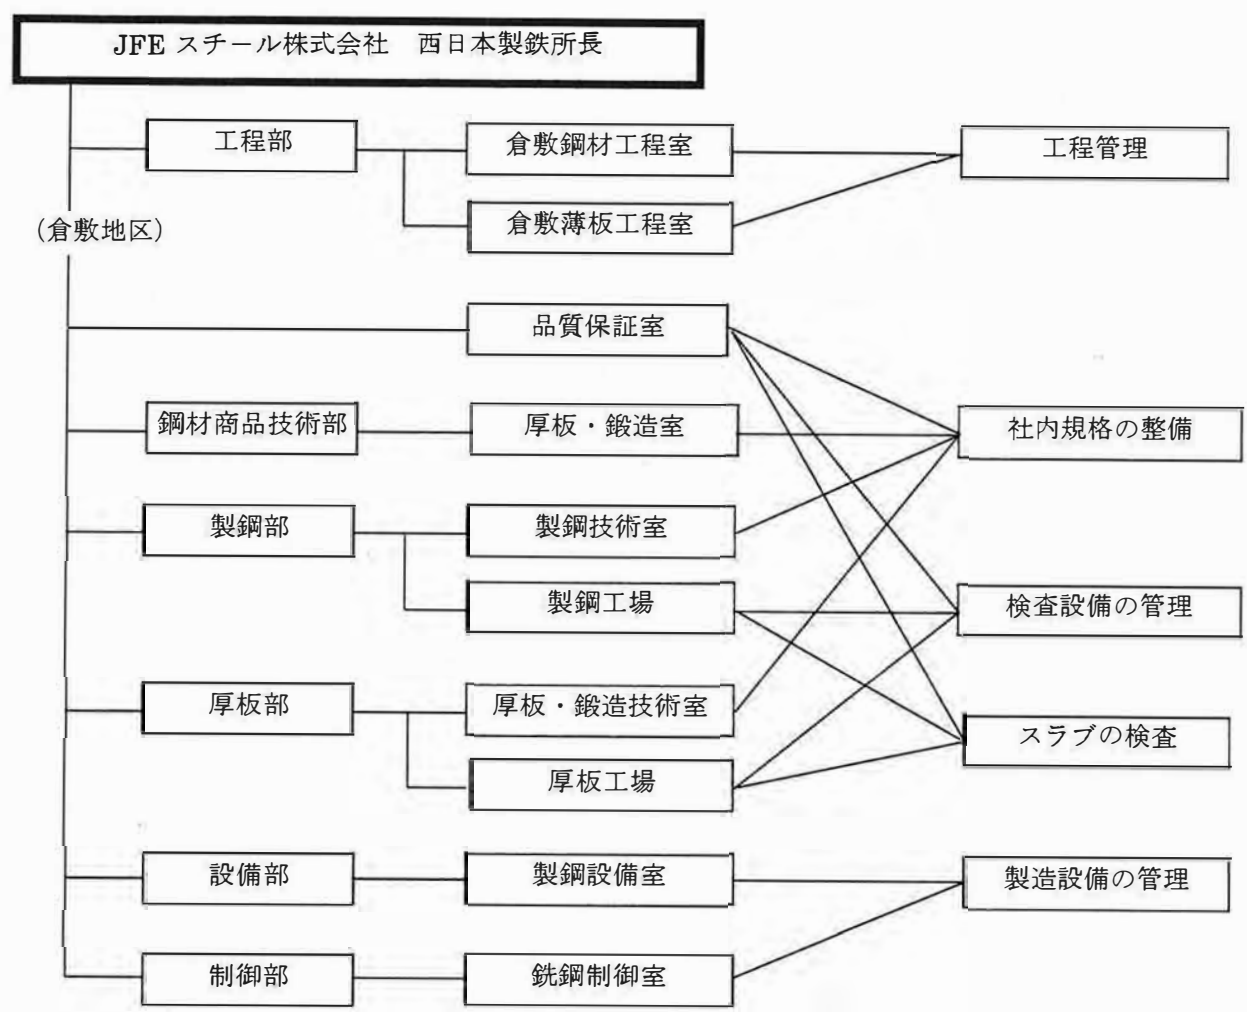 JFE スチール株式会社　西日本製鉄所長
工程部
倉敷鋼材工程室
工程管理
倉敷薄板工程室
（倉敷地区）
品質保証室
鋼材商品技術部
厚板・鍛造室
社内規格の整備
製鋼部
製鋼技術室
製鋼工場
検査設備の管理
厚板部
厚板・鍛造技術室
スラブの検査
厚板工場
設備部
製鋼設備室
製造設備の管理
制御部
銑鋼制御室